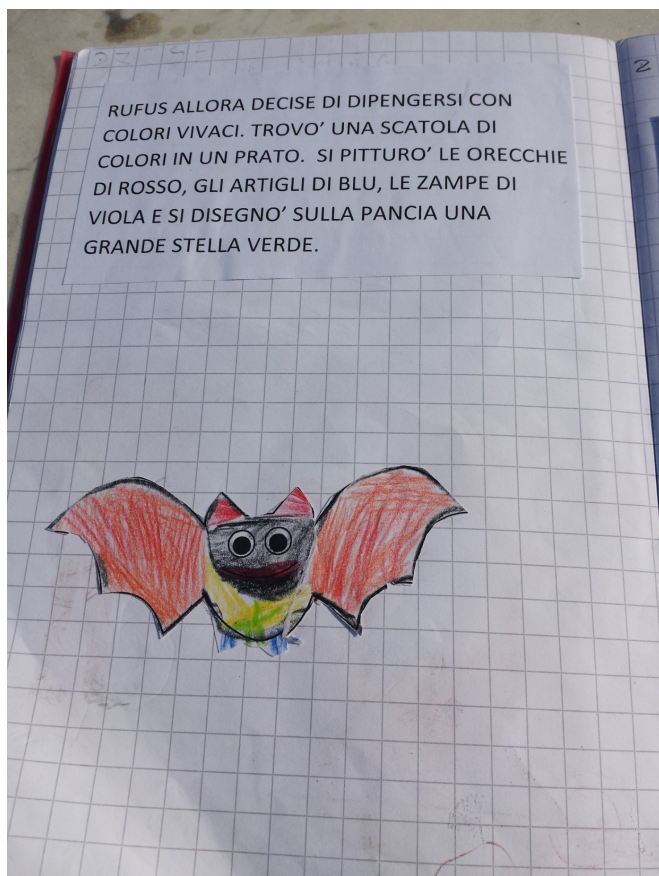 RUFUS ALLORA DECISE DI DIPENGERSI CON
COLORI VIVACI. TROVO’ UNA SCATOLA DI
COLORI IN UN PRATO. SI PITTURO’ LE ORECCHIE
DI ROSSO, GLI ARTIGLI DI BLU, LE ZAMPE DI
VIOLA E SI DISEGNO’ SULLA PANCIA UNA
GRANDE STELLA VERDE.
2